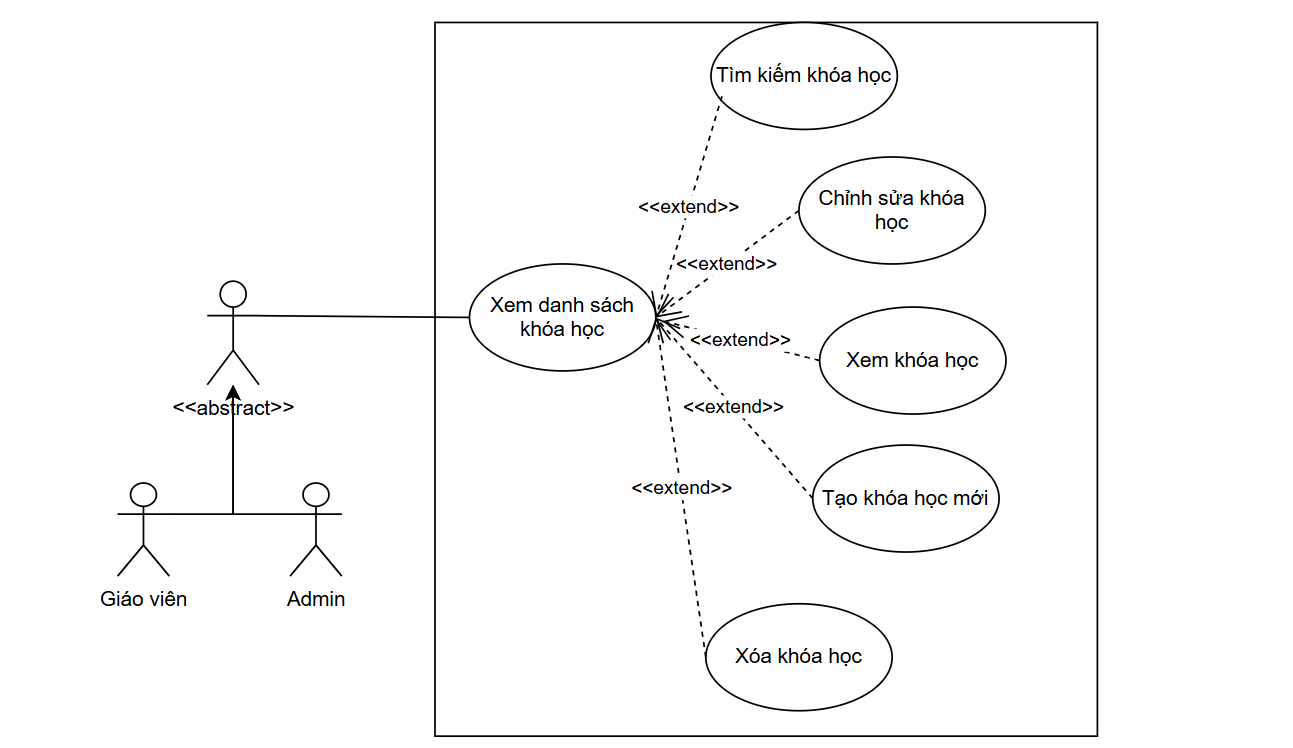 Tìm kiếm khóa học
<<extend>>
Chỉnh sửa khóa
học
<<extend>>
Xem danh sách
khóa học
<<extend>>
Xem khóa học
<<abstract>>
<<extend>>
Tạo khóa học mới
<<extend>>
Giáo viên
Admin
Xóa khóa học